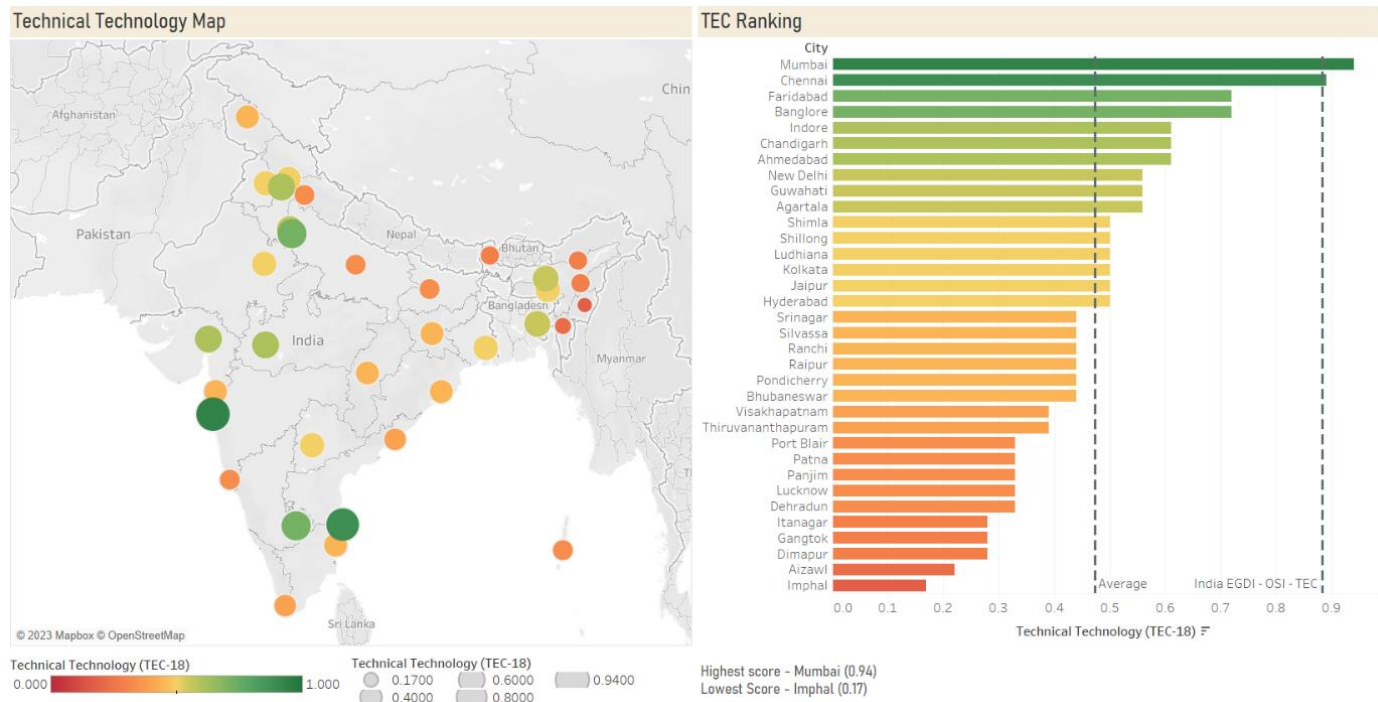 Technical Technology Map
Afghanistan
Chin
Pakistan
Nepal
Bhutan
Bangladesh
India
Myanmar
Sri Lanka
© 2023 Mapbox © OpenStreetMap
Technical Technology (TEC-18)
0.000
1.000
Technical Technology (TEC-18)
0.1700
0.6000
0.9400
0.4000
0.8000
TEC Ranking
City
Mumbai
Chennai
Faridabad
Banglore
Indore
Chandigarh
Ahmedabad
New Delhi
Guwahati
Agartala
Shimla
Shillong
Ludhiana
Kolkata
Jaipur
Hyderabad
Srinagar
Silvassa
Ranchi
Raipur
Pondicherry
Bhubaneswar
Visakhapatnam
Thiruvananthapuram
Port Blair
Patna
Panjim
Lucknow
Dehradun
Itanagar
Gangtok
Dimapur
Aizawl
Imphal
Average
India EGDI - OSI - TEC
0.0 0.1 0.2 0.3 0.4 0.5 0.6 0.7 0.8 0.9
Technical Technology (TEC-18)
Highest score - Mumbai (0.94)
Lowest Score - Imphal (0.17)